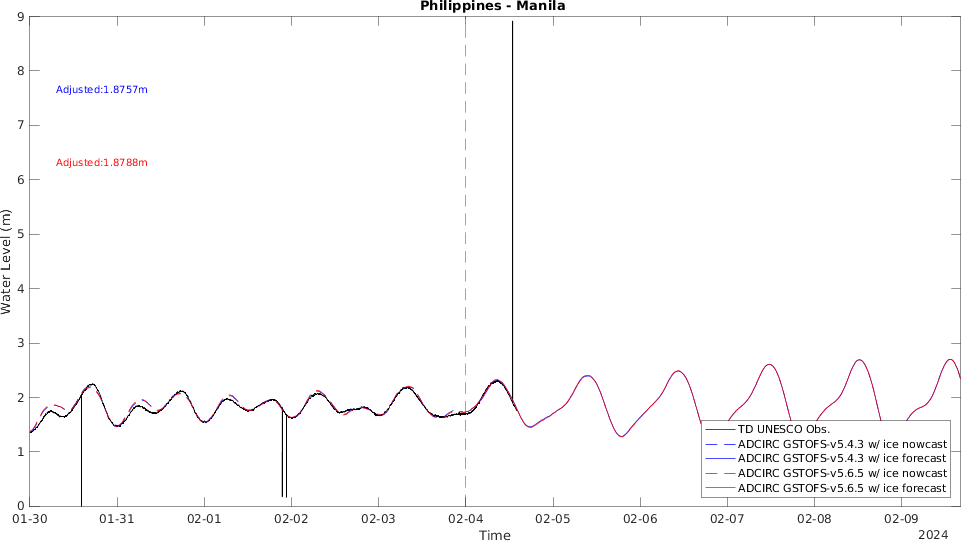 Philippines - Manila
9
8
7
6
5
4
3
2
1
0
Water Level (m)
Adjusted:1.8757m
Adjusted:1.8788m
TD UNESCO Obs.
ADCIRC GSTOFS-v5.4.3 w/ ice nowcast
ADCIRC GSTOFS-v5.4.3 w/ ice forecast
ADCIRC GSTOFS-v5.6.5 w/ ice nowcast
ADCIRC GSTOFS-v5.6.5 w/ ice forecast
01-30 01-31 02-01 02-02 02-03 02-04 02-05 02-06 02-07 02-08 02-09
Time
2024